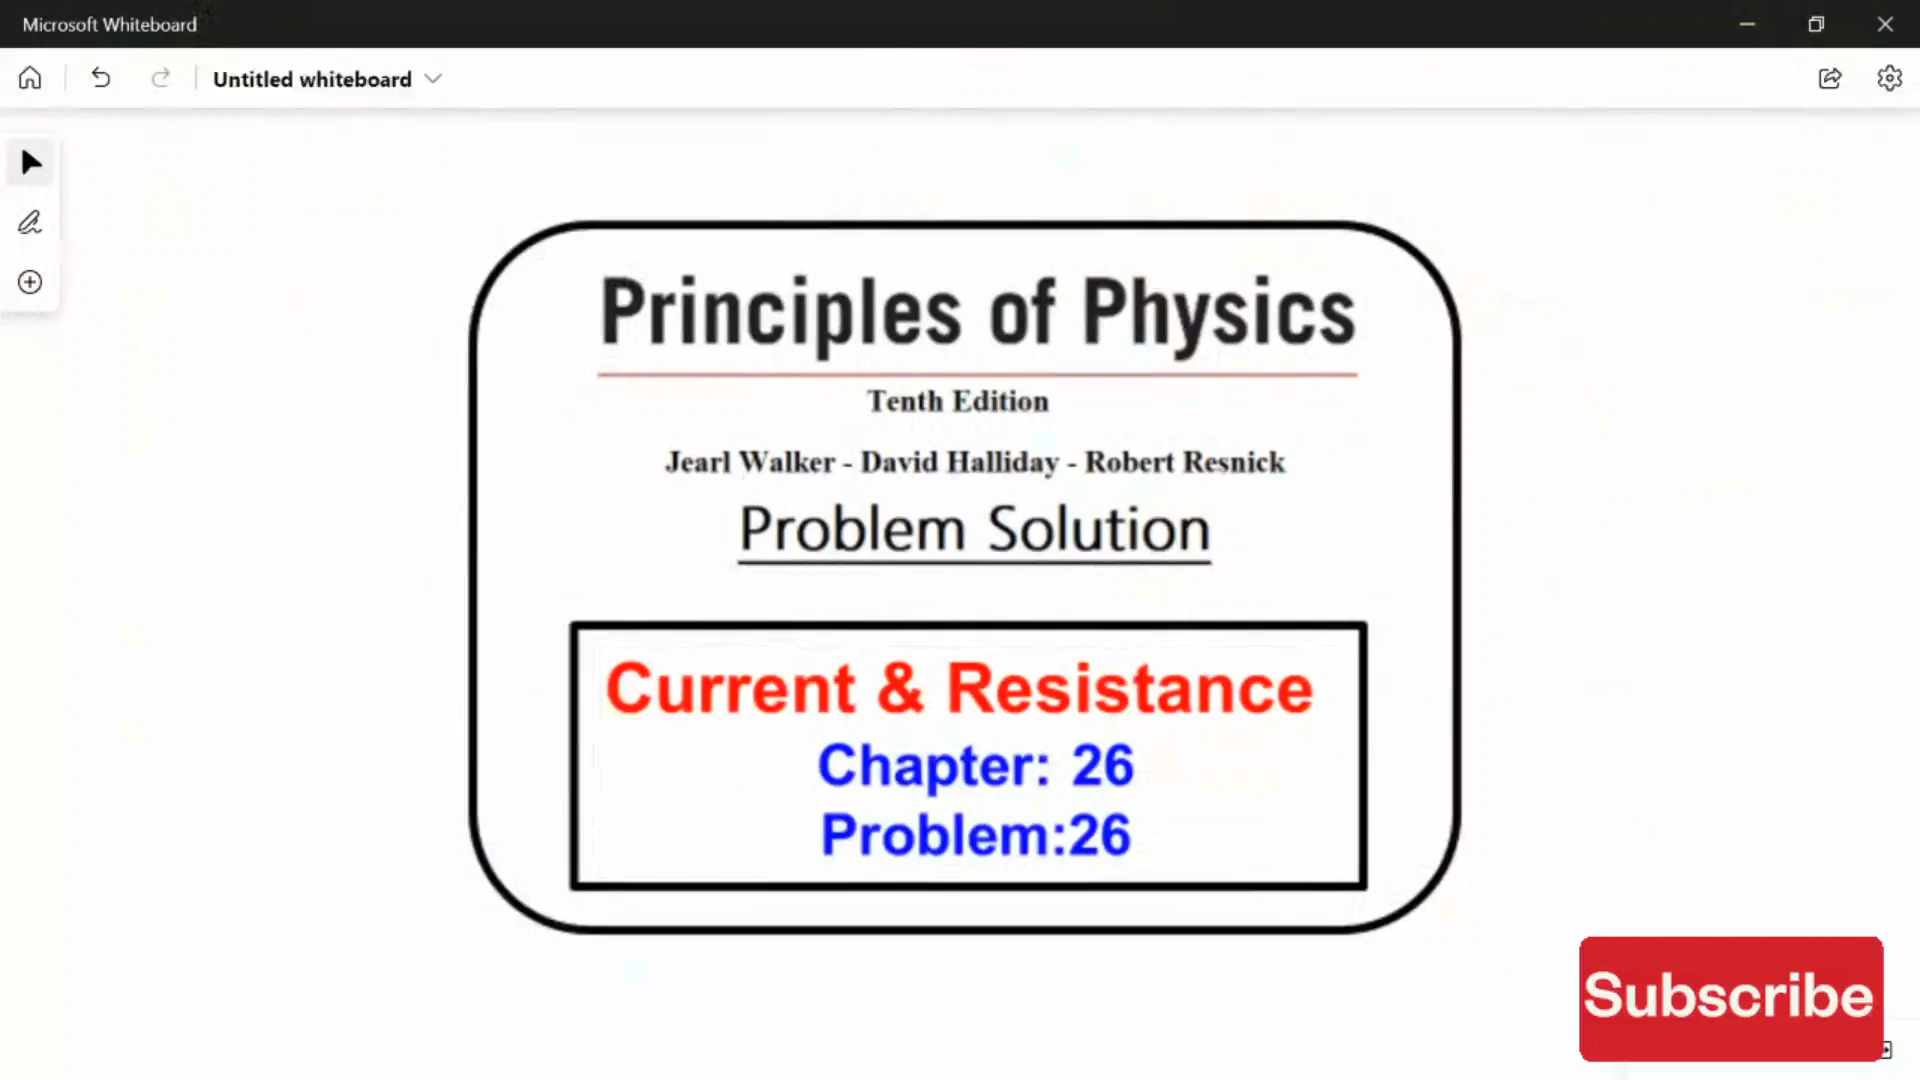 Microsoft Whiteboard
Untitled whiteboard
Principles of Physics
Tenth Edition
Jearl Walker - David Halliday - Robert Resnick
Problem Solution
Current & Resistance
Chapter: 26
Problem:26
Subscribe